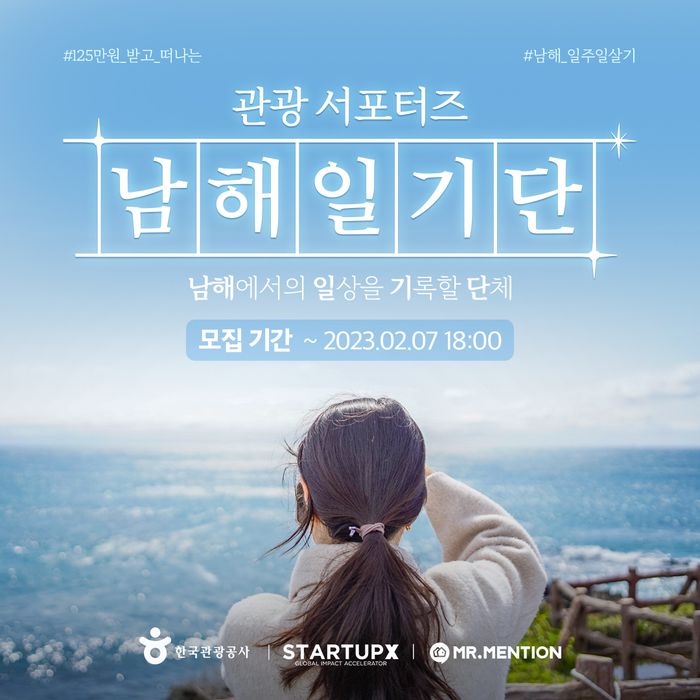 #125만원_받고_떠나는 #남해_일주일살기
관광 서포터즈
남해일기단
남해에서의 일상을 기록할 단체
모집 기간 ~ 2023.02.07 18:00
한국관광공사 | STARTUPX | MR.MENTION
GLOBAL IMPACT ACCELERATOR